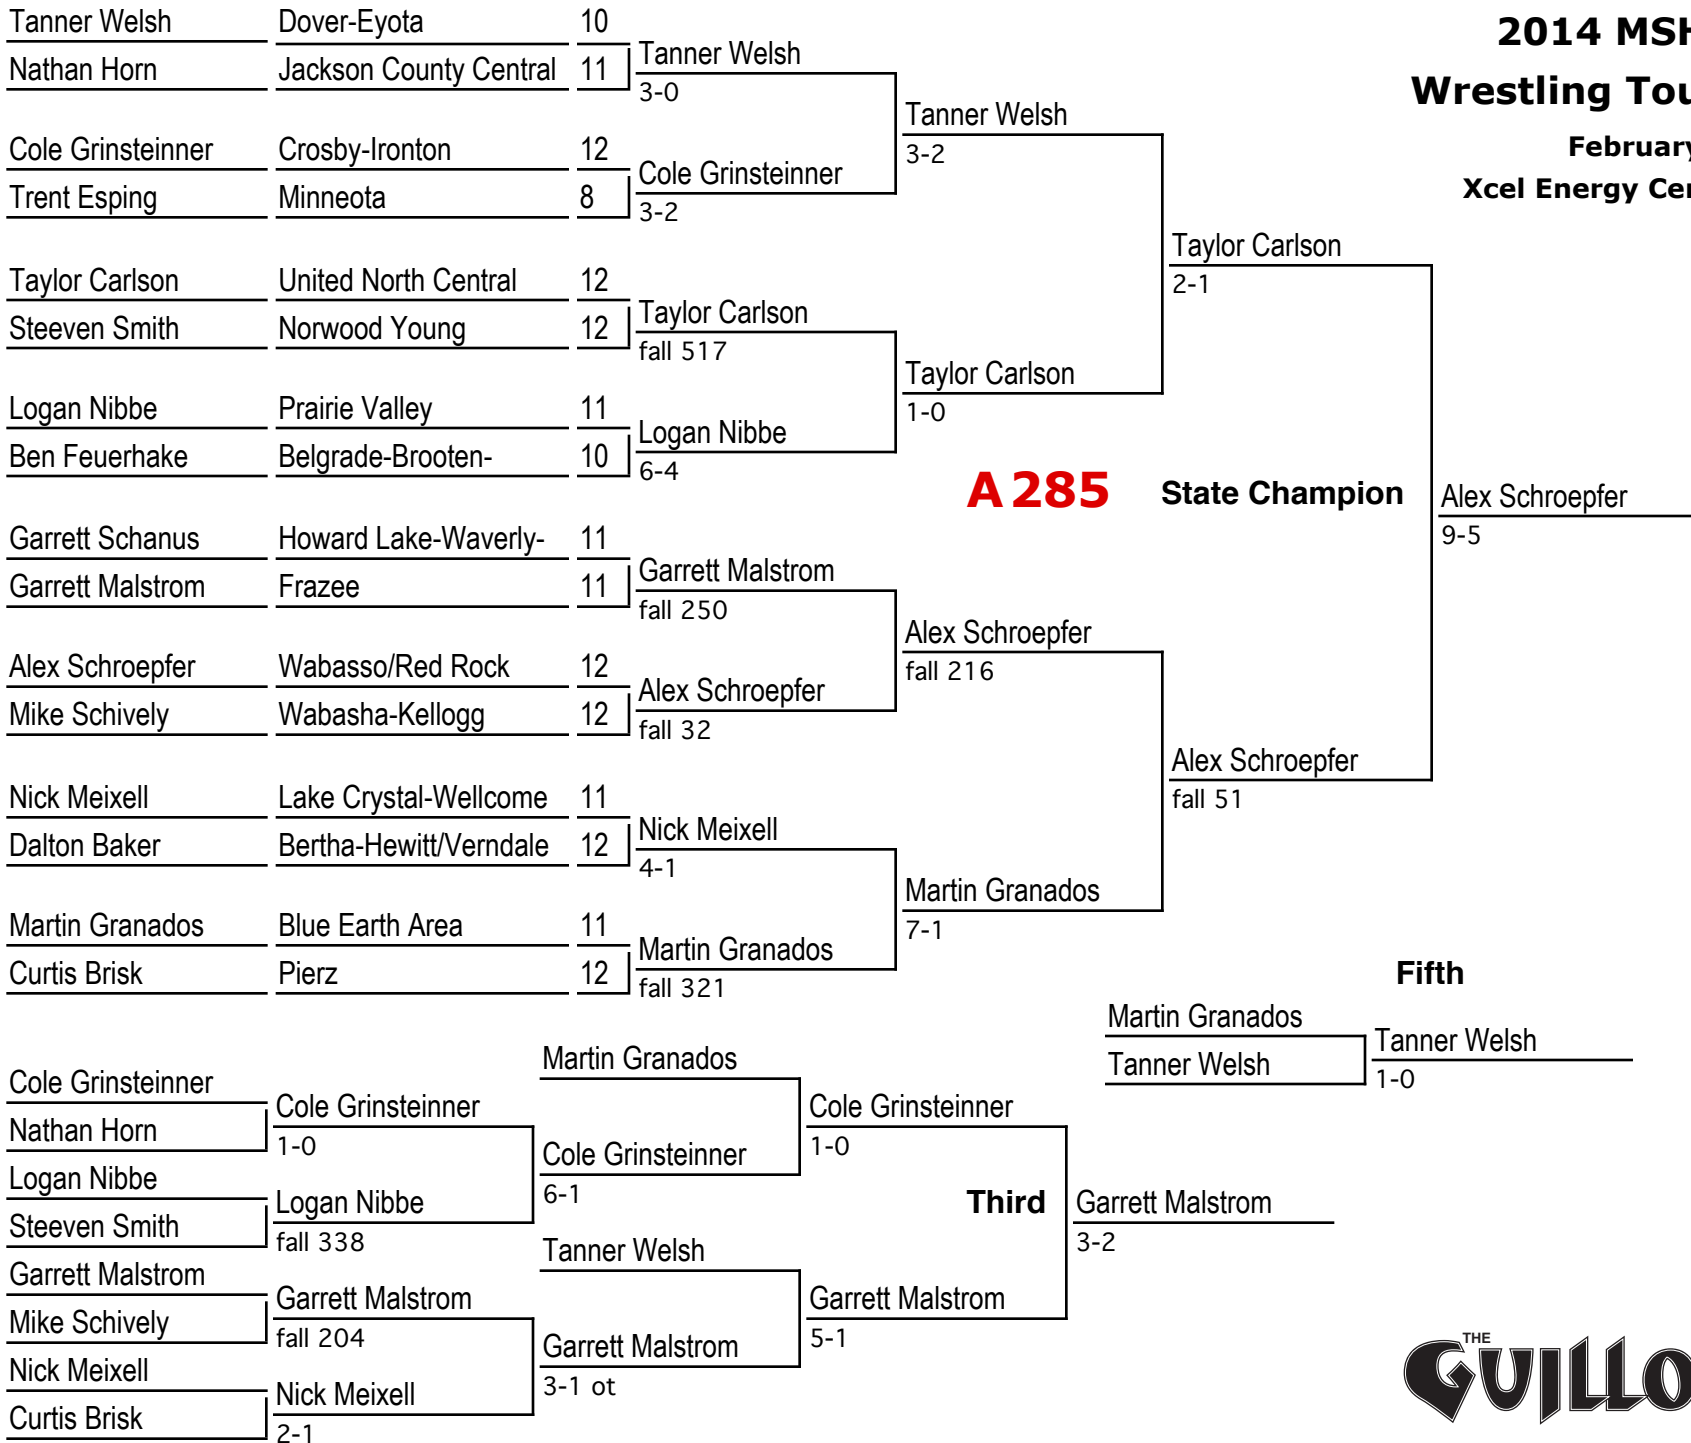 Tanner Welsh Dover-Eyota 10
Nathan Horn Jackson County Central 11
Tanner Welsh
3-0
Cole Grinsteinner Crosby-Ironton 12
Trent Esping Minneota 8
Cole Grinsteinner
3-2
Tanner Welsh
3-2
Taylor Carlson United North Central 12
Steeven Smith Norwood Young 12
Taylor Carlson
fall 517
Logan Nibbe Prairie Valley 11
Ben Feuerhake Belgrade-Brooten- 10
Logan Nibbe
6-4
Taylor Carlson
1-0
Taylor Carlson
2-1
Garrett Schanus Howard Lake-Waverly- 11
Garrett Malstrom Frazee 11
Garrett Malstrom
fall 250
Alex Schroepfer Wabasso/Red Rock 12
Mike Schively Wabasha-Kellogg 12
Alex Schroepfer
fall 32
Alex Schroepfer
fall 216
Nick Meixell Lake Crystal-Wellcome 11
Dalton Baker Bertha-Hewitt/Verndale 12
Nick Meixell
4-1
Martin Granados Blue Earth Area 11
Curtis Brisk Pierz 12
Martin Granados
fall 321
Martin Granados
7-1
Alex Schroepfer
fall 51
A 285 State Champion
Alex Schroepfer
9-5
2014 MSH
Wrestling Tou
February
Xcel Energy Cer
Fifth
Martin Granados
Tanner Welsh
Tanner Welsh
1-0
Cole Grinsteinner
Nathan Horn
Cole Grinsteinner
1-0
Logan Nibbe
Steeven Smith
Logan Nibbe
fall 338
Garrett Malstrom
Mike Schively
Garrett Malstrom
fall 204
Nick Meixell
Curtis Brisk
Nick Meixell
2-1
Martin Granados
Cole Grinsteinner
6-1
Cole Grinsteinner
1-0
Tanner Welsh
Garrett Malstrom
3-1 ot
Garrett Malstrom
5-1
Third
Garrett Malstrom
3-2
THE
GUILLO